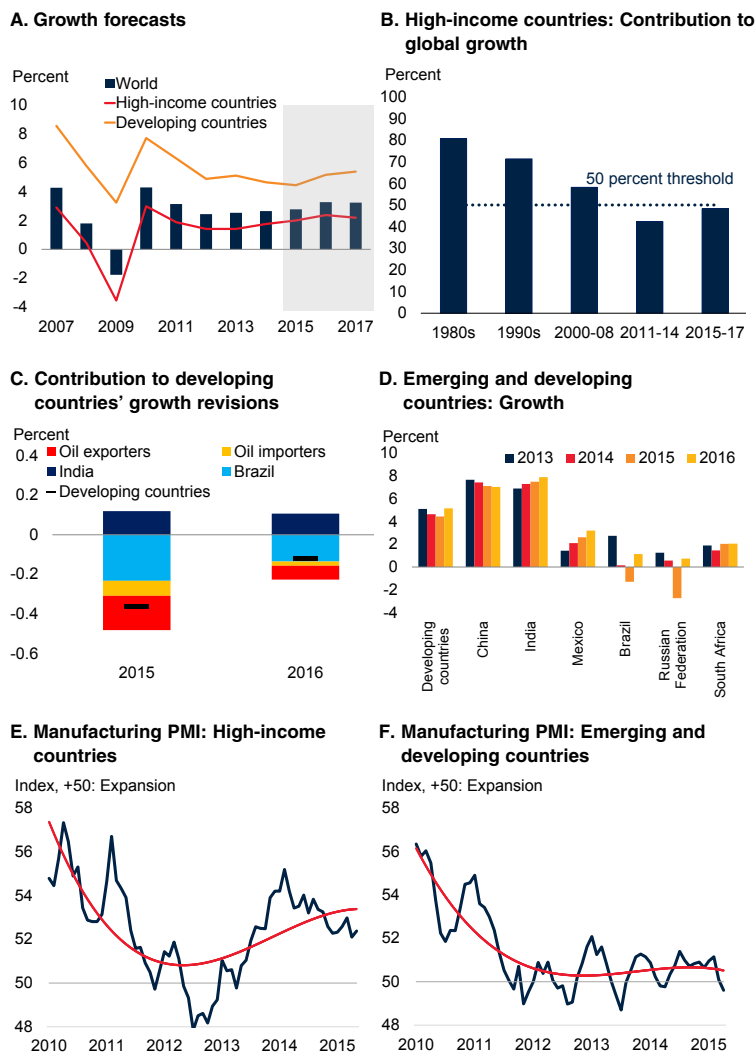 A. Growth forecasts
Percent
World
High-income countries
Developing countries
10
8
6
4
2
0
-2
-4
2007 2009 2011 2013 2015 2017
B. High-income countries: Contribution to
global growth
Percent
100
90
80
70
60
50
40
30
20
10
0
50 percent threshold
1980s 1990s 2000-08 2011-14 2015-17
C. Contribution to developing
countries' growth revisions
Percent
Oil exporters Oil importers
India Brazil
Developing countries
0.4
0.2
0
-0.2
-0.4
-0.6
2015 2016
D. Emerging and developing
countries: Growth
Percent
2013 2014 2015 2016
10
8
6
4
2
0
-2
-4
Developing
countries
China
India
Mexico
Brazil
Russian
Federation
South Africa
E. Manufacturing PMI: High-income
countries
Index, +50: Expansion
58
56
54
52
50
48
2010 2011 2012 2013 2014 2015
F. Manufacturing PMI: Emerging and
developing countries
Index, +50: Expansion
58
56
54
52
50
48
2010 2011 2012 2013 2014 2015